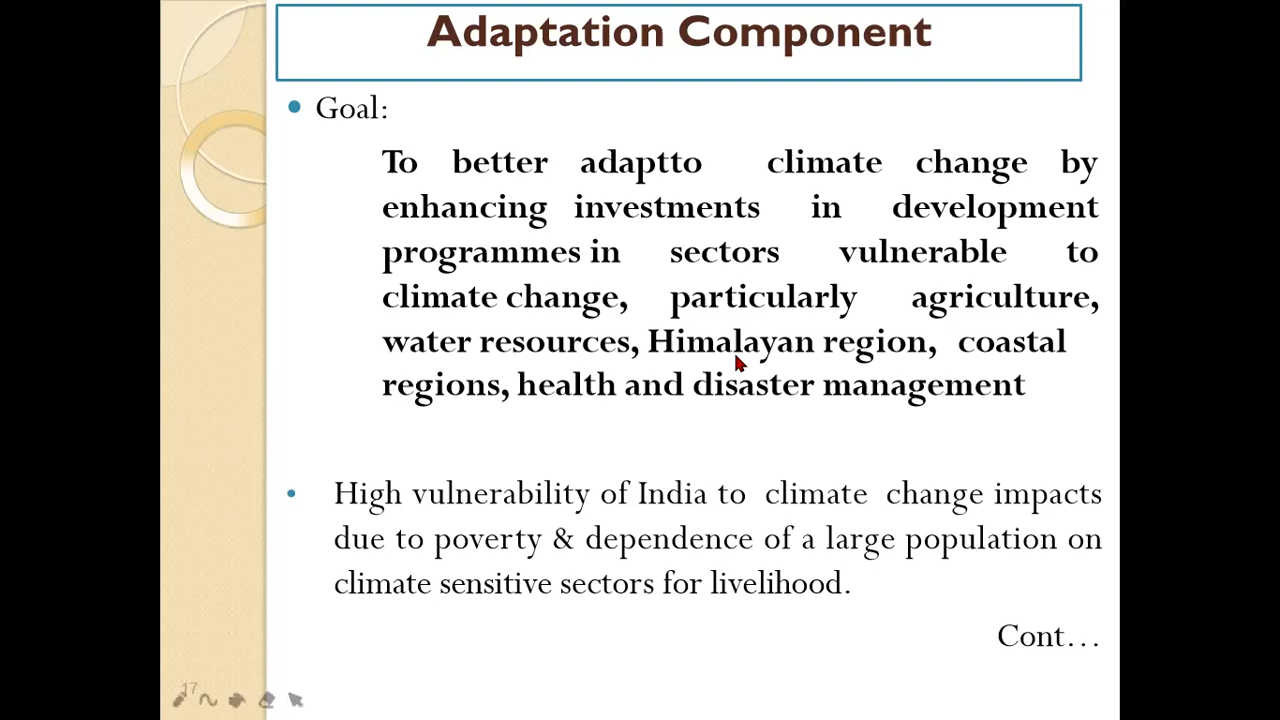 Adaptation Component
• Goal:
To better adaptto climate change by
enhancing investments in development
programmes in sectors vulnerable to
climate change, particularly agriculture,
water resources, Himalayan region, coastal
regions, health and disaster management
• High vulnerability of India to climate change impacts
due to poverty & dependence of a large population on
climate sensitive sectors for livelihood.
Cont...
17